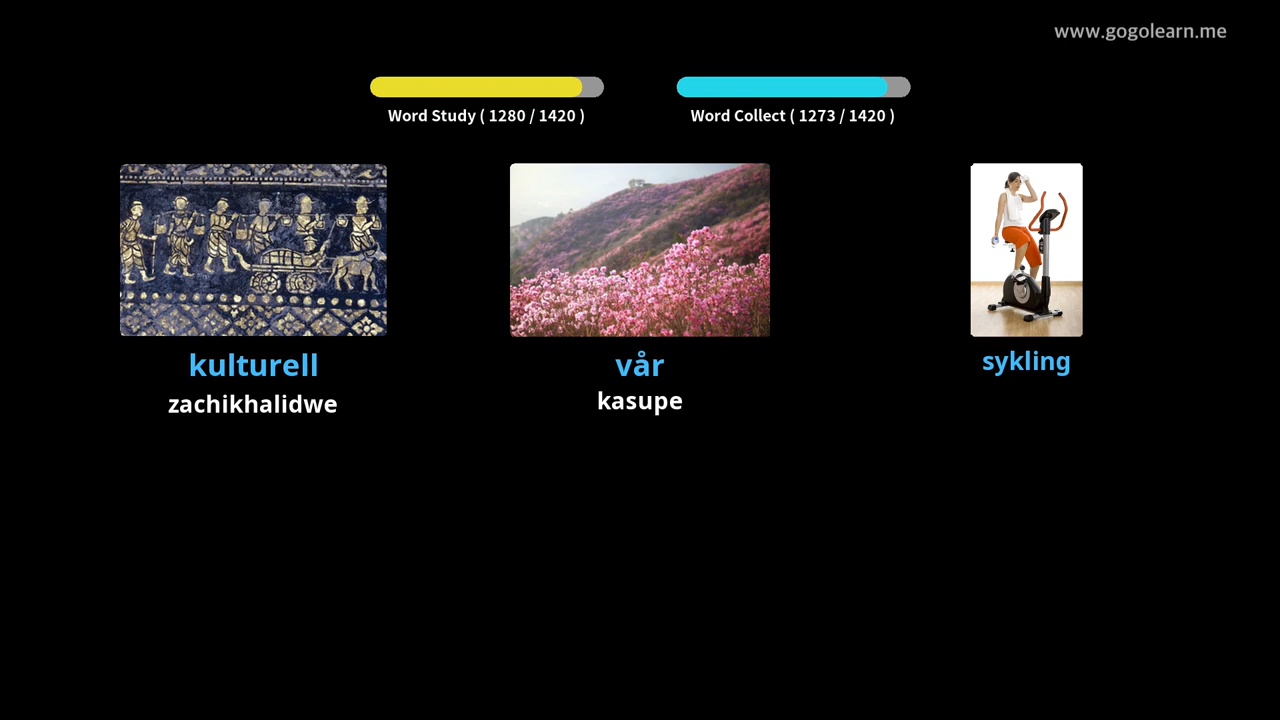 www.gogolearn.me
Word Study ( 1280 / 1420 )
Word Collect ( 1273 / 1420 )
kulturell
zachikhalidwe
vår
kasupe
sykling